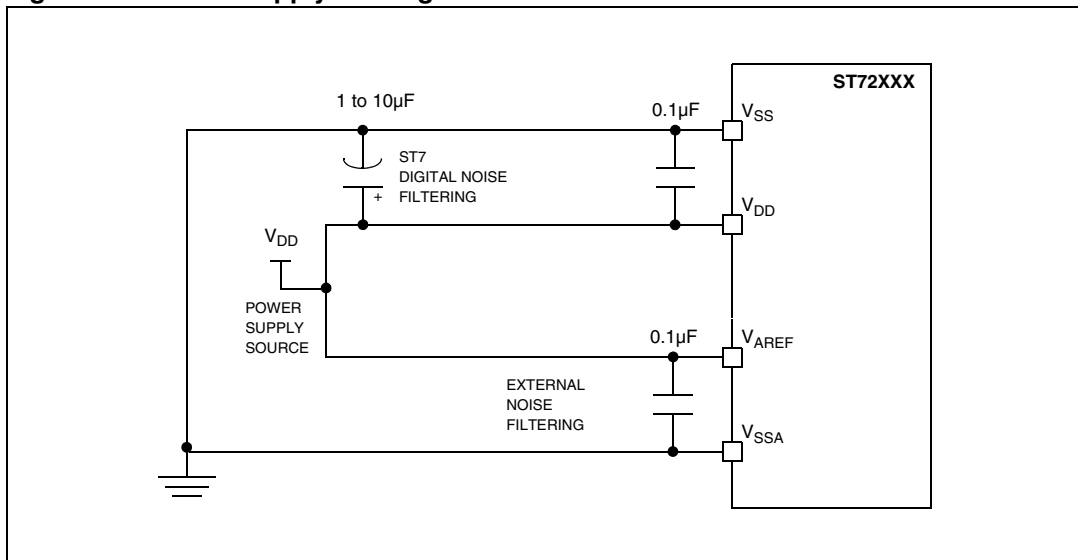 ST72XXX
1 to 10µF
0.1µF
VSS
ST7
DIGITAL NOISE
+ FILTERING
VDD
VDD
POWER
SUPPLY
SOURCE
0.1µF
VAREF
EXTERNAL
NOISE
FILTERING
VSSA